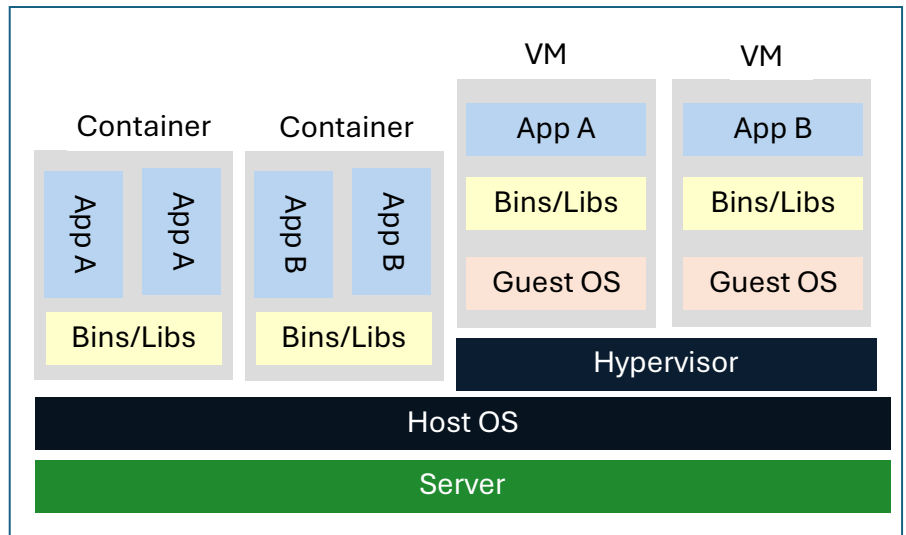 VM
VM
Container
Container
App A
App B
Bins/Libs
Bins/Libs
Guest OS
Guest OS
App A
App A
App B
App B
Bins/Libs
Bins/Libs
Hypervisor
Host OS
Server